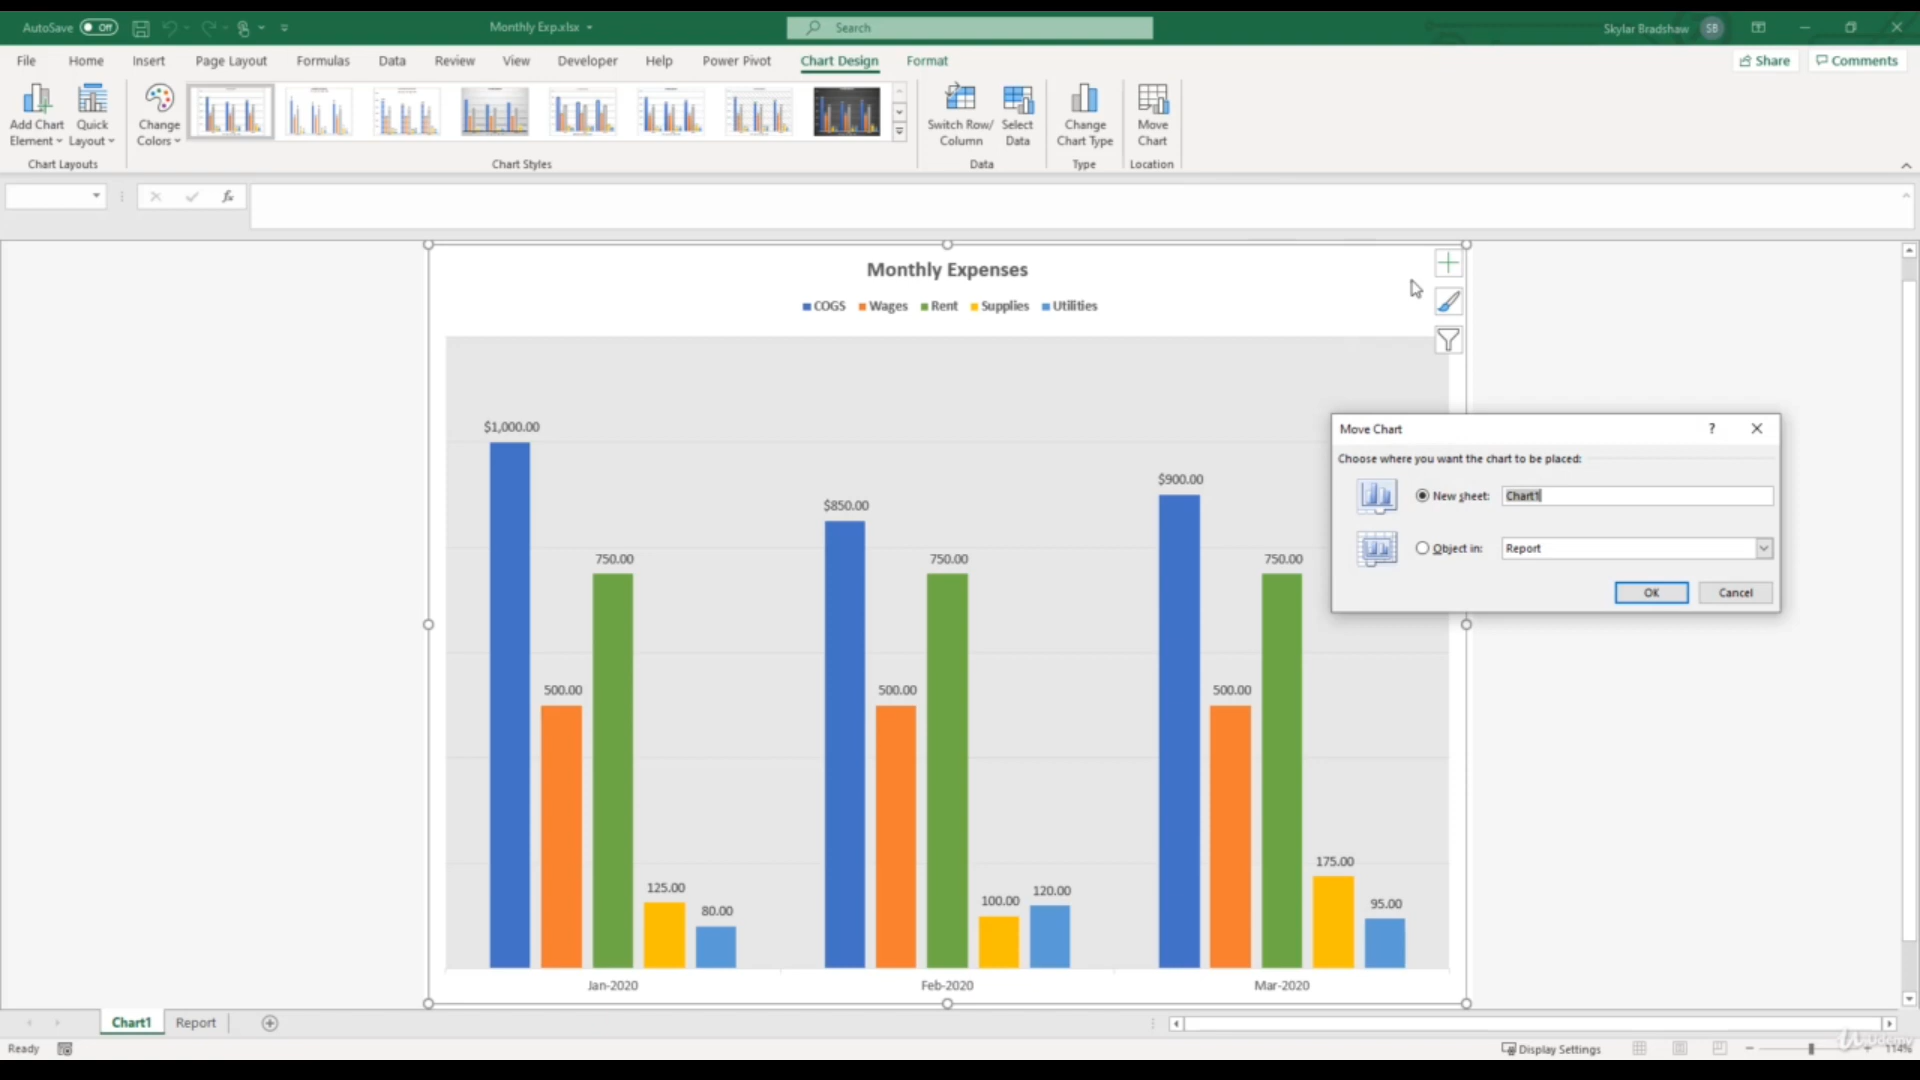 AutoSave Off Monthly Exp.xlsx Search Skylar Bradshaw SB
File Home Insert Page Layout Formulas Data Review View Developer Help Power Pivot Chart Design Format Share Comments
Add Chart Element Quick Layout Change Colors Switch Row/ Column Select Data Change Chart Type Move Chart
Chart Layouts Chart Styles Data Type Location
fx
Monthly Expenses
COGS Wages Rent Supplies Utilities
$1,000.00
$900.00
$850.00
750.00 750.00 750.00
500.00 500.00 500.00
175.00
125.00 120.00
100.00 95.00
80.00
Jan-2020 Feb-2020 Mar-2020
Move Chart ?
Choose where you want the chart to be placed:
New sheet: Chart1
Object in: Report
OK Cancel
Chart1 Report
Ready Display Settings 114%
Udemy